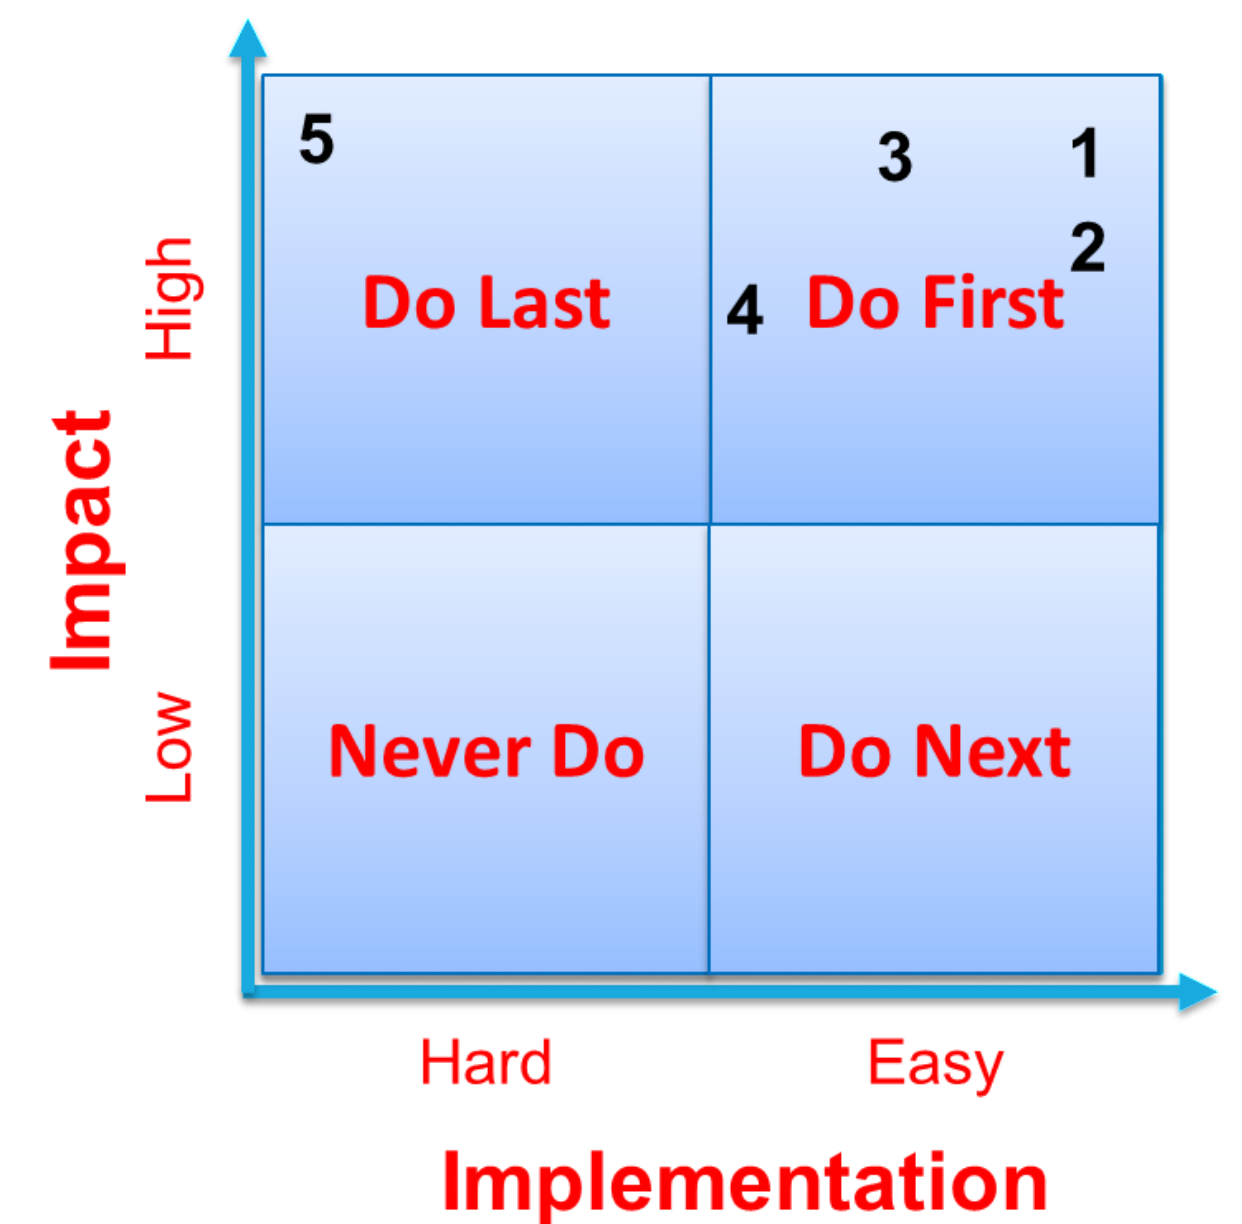 5
3
1
2
High
Do Last
4
Do First
Impact
Low
Never Do
Do Next
Hard
Easy
Implementation